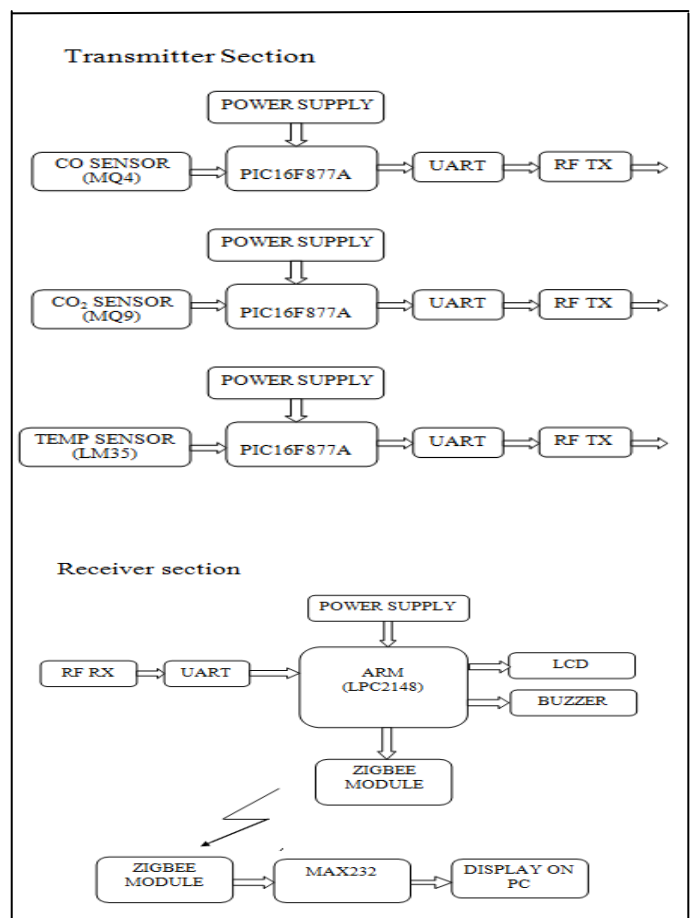 Transmitter Section
POWER SUPPLY
CO SENSOR
(MQ4)
PIC16F877A
UART
RF TX
POWER SUPPLY
CO₂ SENSOR
(MQ9)
PIC16F877A
UART
RF TX
POWER SUPPLY
TEMP SENSOR
(LM35)
PIC16F877A
UART
RF TX
Receiver section
POWER SUPPLY
RF RX
UART
ARM
(LPC2148)
LCD
BUZZER
ZIGBEE
MODULE
ZIGBEE
MODULE
MAX232
DISPLAY ON
PC